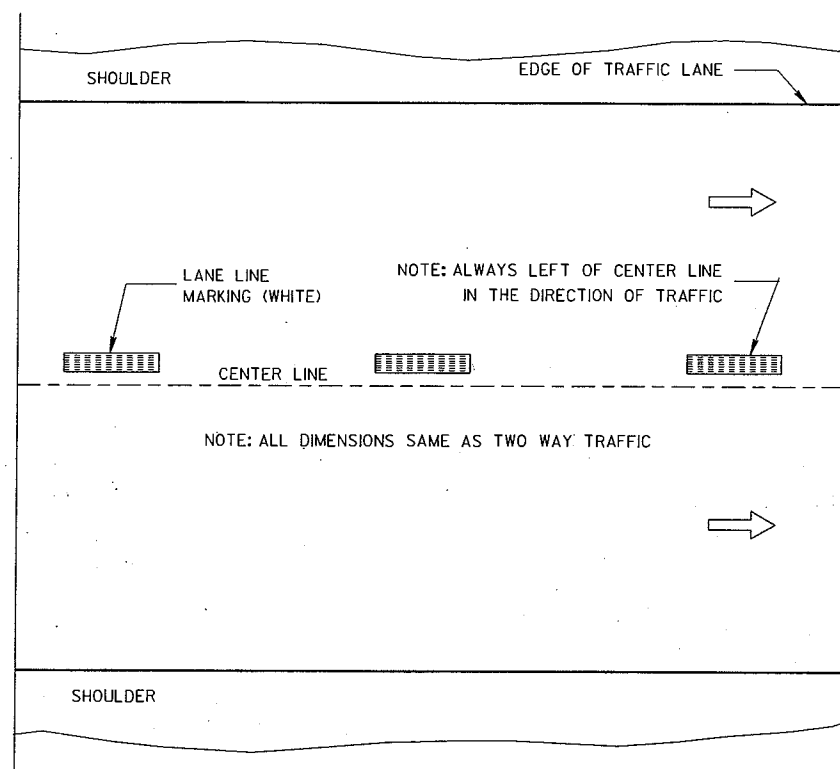 SHOULDER
EDGE OF TRAFFIC LANE
LANE LINE
MARKING (WHITE)
NOTE: ALWAYS LEFT OF CENTER LINE
IN THE DIRECTION OF TRAFFIC
CENTER LINE
NOTE: ALL DIMENSIONS SAME AS TWO WAY TRAFFIC
SHOULDER